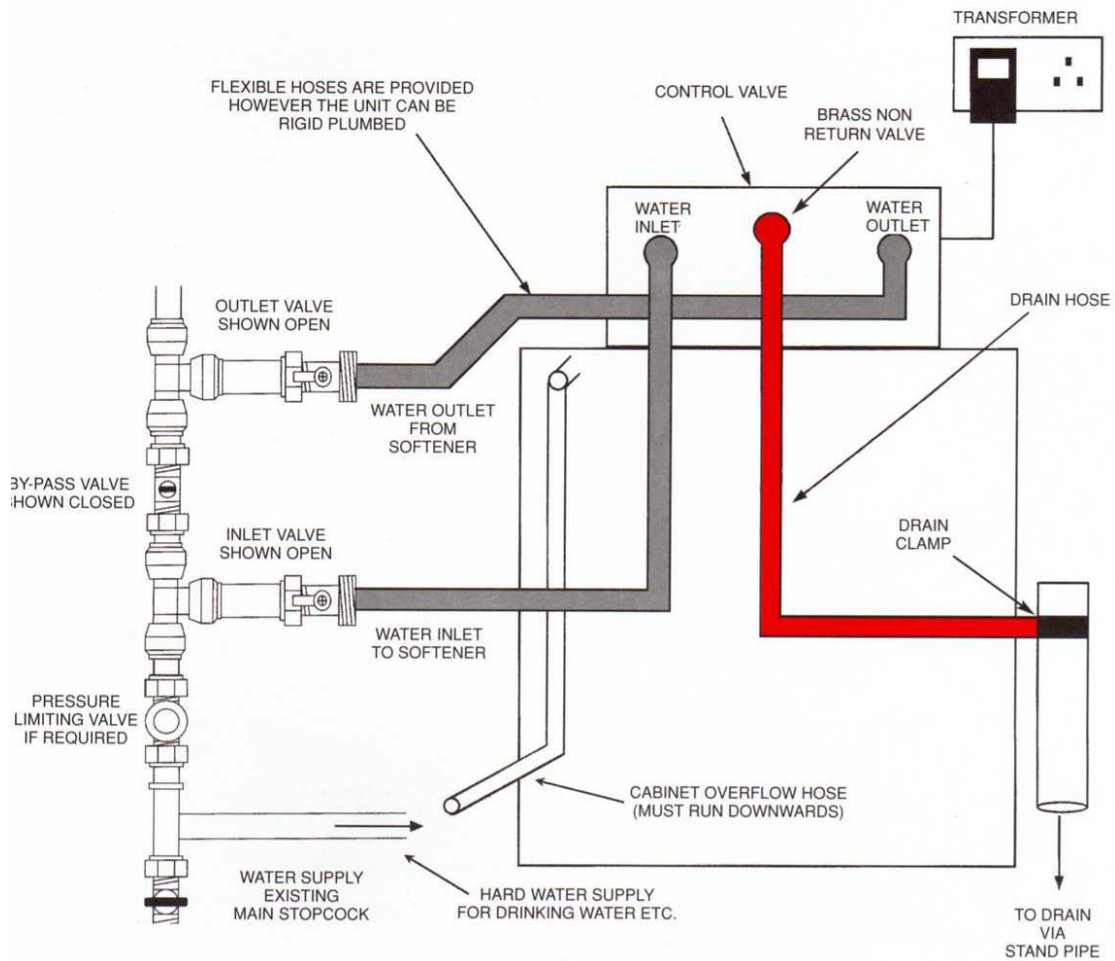 TRANSFORMER
FLEXIBLE HOSES ARE PROVIDED
HOWEVER THE UNIT CAN BE
RIGID PLUMBED
CONTROL VALVE
BRASS NON
RETURN VALVE
WATER
INLET
WATER
OUTLET
OUTLET VALVE
SHOWN OPEN
DRAIN HOSE
WATER OUTLET
FROM
SOFTENER
BY-PASS VALVE
SHOWN CLOSED
INLET VALVE
SHOWN OPEN
DRAIN
CLAMP
WATER INLET
TO SOFTENER
PRESSURE
LIMITING VALVE
IF REQUIRED
CABINET OVERFLOW HOSE
(MUST RUN DOWNWARDS)
WATER SUPPLY
EXISTING
MAIN STOPCOCK
HARD WATER SUPPLY
FOR DRINKING WATER ETC.
TO DRAIN
VIA
STAND PIPE